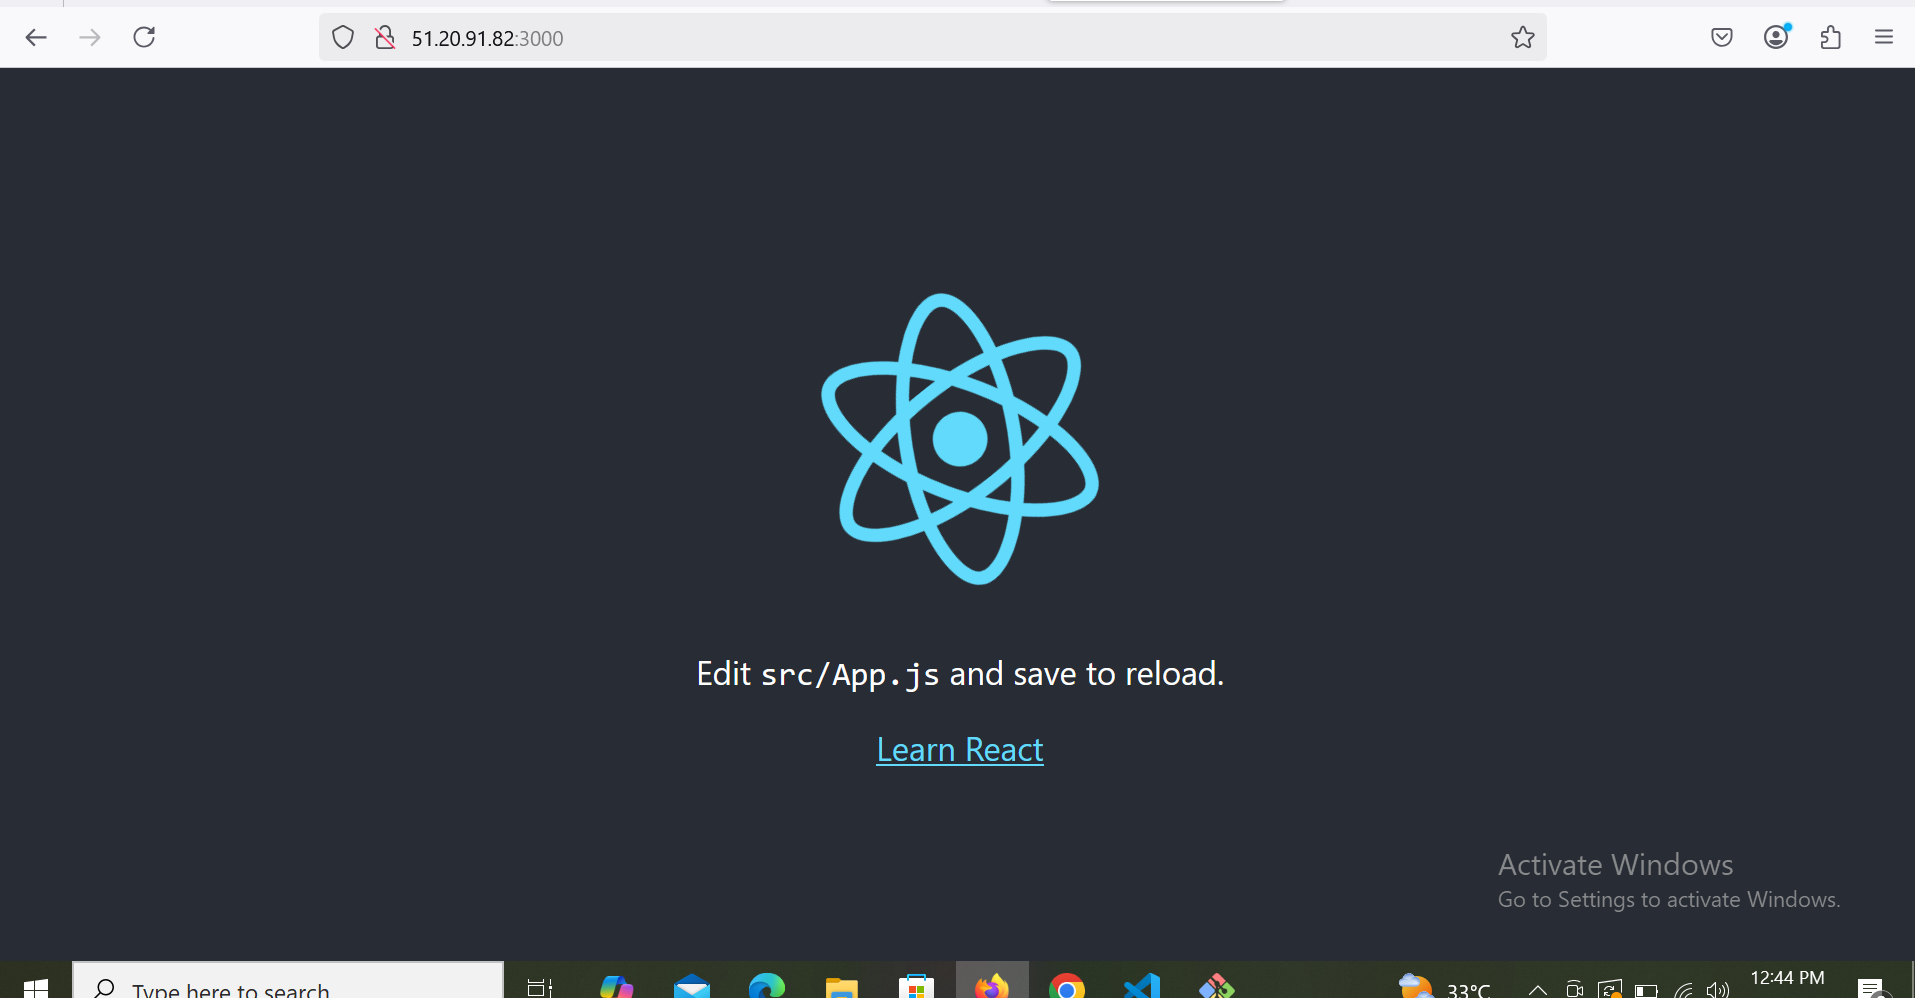 51.20.91.82:3000
Edit src/App.js and save to reload.
Learn React
Activate Windows
Go to Settings to activate Windows.
Type here to search
33°C
12:44 PM